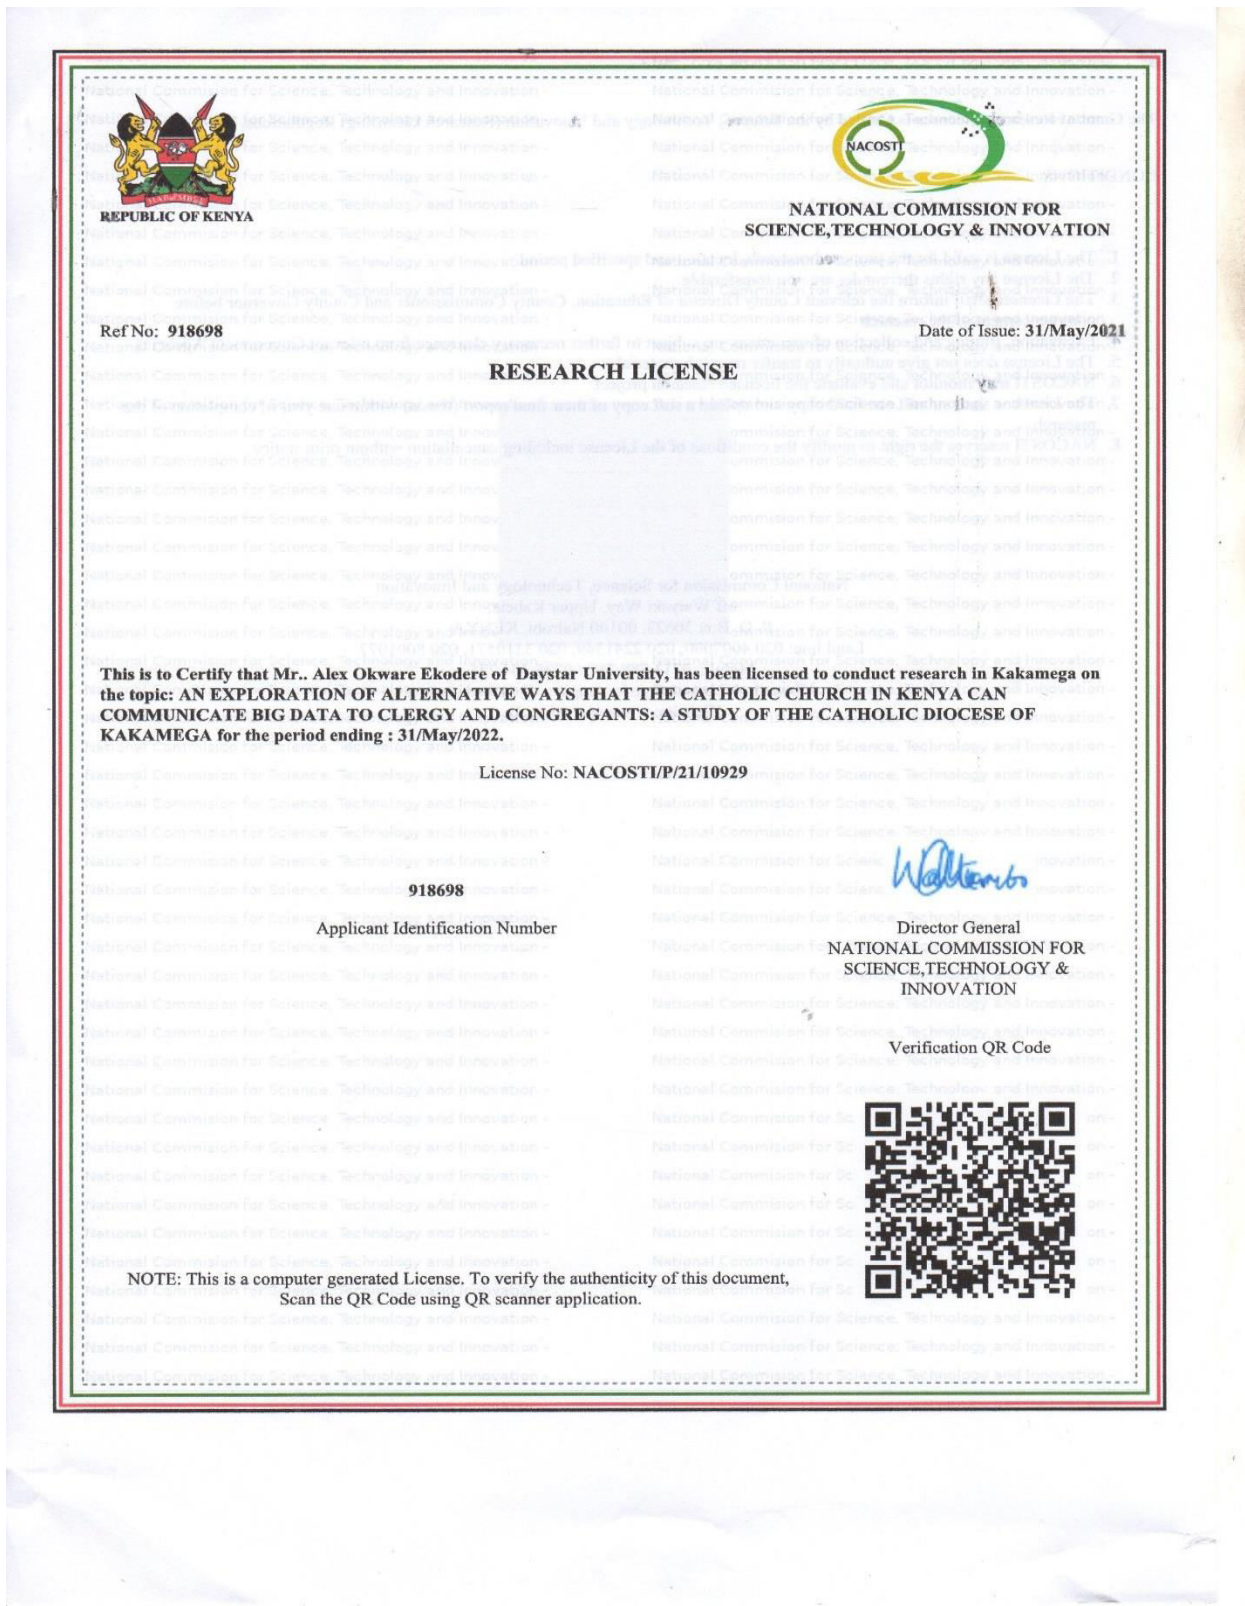 REPUBLIC OF KENYA
NACOSTI
NATIONAL COMMISSION FOR
SCIENCE,TECHNOLOGY & INNOVATION
Ref No: 918698
Date of Issue: 31/May/2021
RESEARCH LICENSE
This is to Certify that Mr.. Alex Okware Ekodere of Daystar University, has been licensed to conduct research in Kakamega on
the topic: AN EXPLORATION OF ALTERNATIVE WAYS THAT THE CATHOLIC CHURCH IN KENYA CAN
COMMUNICATE BIG DATA TO CLERGY AND CONGREGANTS: A STUDY OF THE CATHOLIC DIOCESE OF
KAKAMEGA for the period ending : 31/May/2022.
License No: NACOSTI/P/21/10929
918698
Applicant Identification Number
Director General
NATIONAL COMMISSION FOR
SCIENCE,TECHNOLOGY &
INNOVATION
Verification QR Code
NOTE: This is a computer generated License. To verify the authenticity of this document,
Scan the QR Code using QR scanner application.